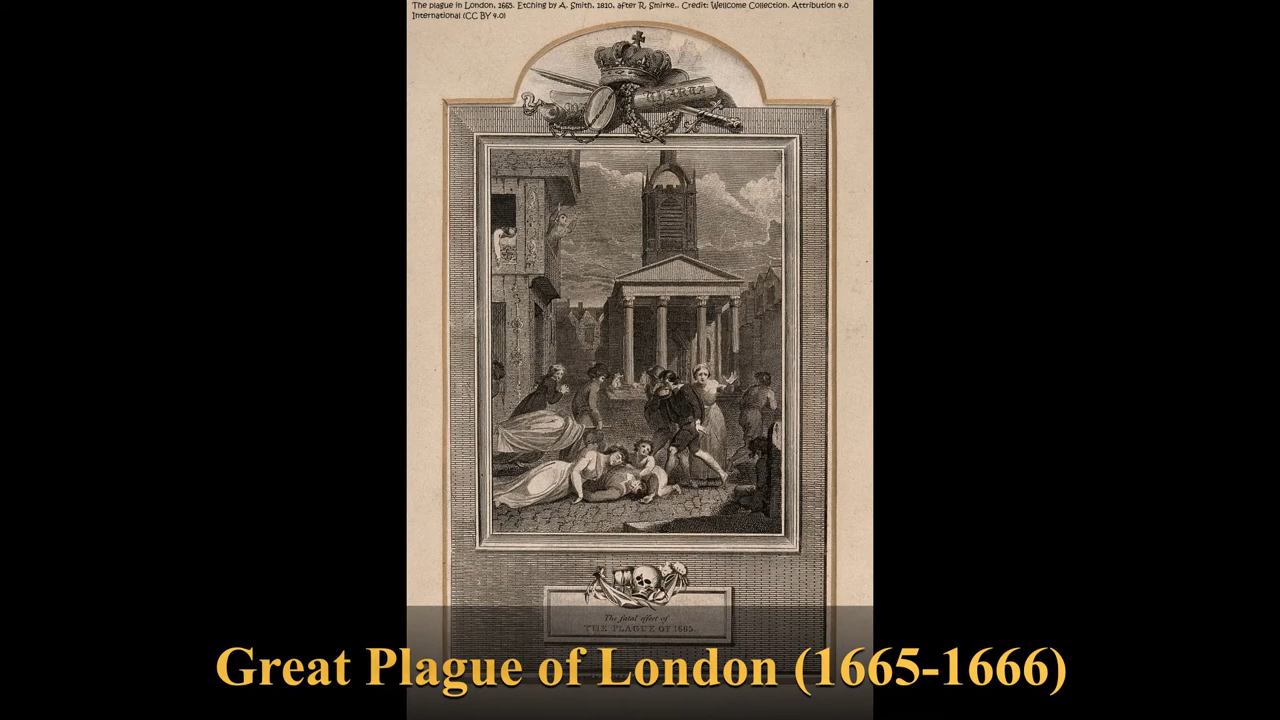 The plague in London, 1665. Etching by A. Smith, 1810, after R. Smirke.. Credit: Wellcome Collection. Attribution 4.0
International (CC BY 4.0)
CHARTA
The fatal effect of
THE PLAGUE OF 1665.
Great Plague of London (1665-1666)